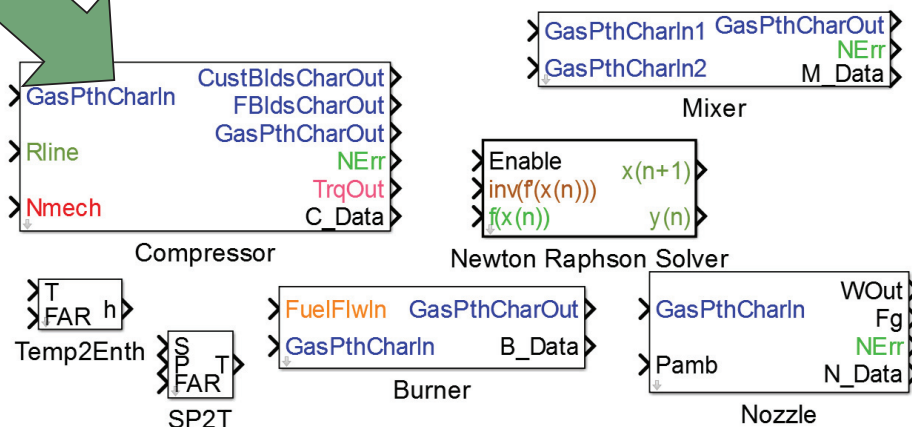 GasPthCharIn
Rline
Nmech
CustBldsCharOut
FBldsCharOut
GasPthCharOut
NErr
TrqOut
C_Data
Compressor
GasPthCharIn1
GasPthCharIn2
GasPthCharOut
NErr
M_Data
Mixer
Enable
inv(f'(x(n)))
f(x(n))
x(n+1)
y(n)
Newton Raphson Solver
T
FAR
h
Temp2Enth
S
P
FAR
T
SP2T
FuelFlwIn
GasPthCharIn
GasPthCharOut
B_Data
Burner
GasPthCharIn
Pamb
WOut
Fg
NErr
N_Data
Nozzle